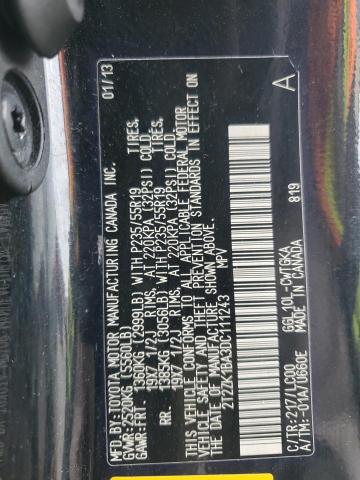 MFD. BY: TOYOTA MOTOR MANUFACTURING CANADA INC. 01/13
GVWR: 2520KG
GAWR: FRT. 1360KG (2999LB) WITH P235/55R19 TIRES,
19X7 1/2J RIMS, AT 220KPA (32PSI) COLD
RR. 1385KG (3056LB) WITH P235/55R19 TIRES,
19X7 1/2J RIMS, AT 220KPA (32PSI) COLD
THIS VEHICLE CONFORMS TO ALL APPLICABLE FEDERAL MOTOR
VEHICLE SAFETY AND THEFT PREVENTION STANDARDS IN EFFECT ON
THE DATE OF MANUFACTURE SHOWN ABOVE.
MPV
A
C/TR: 217/LC00 GGL10L-CWTGKA
A/TM: -01A/U660E MADE IN CANADA 819